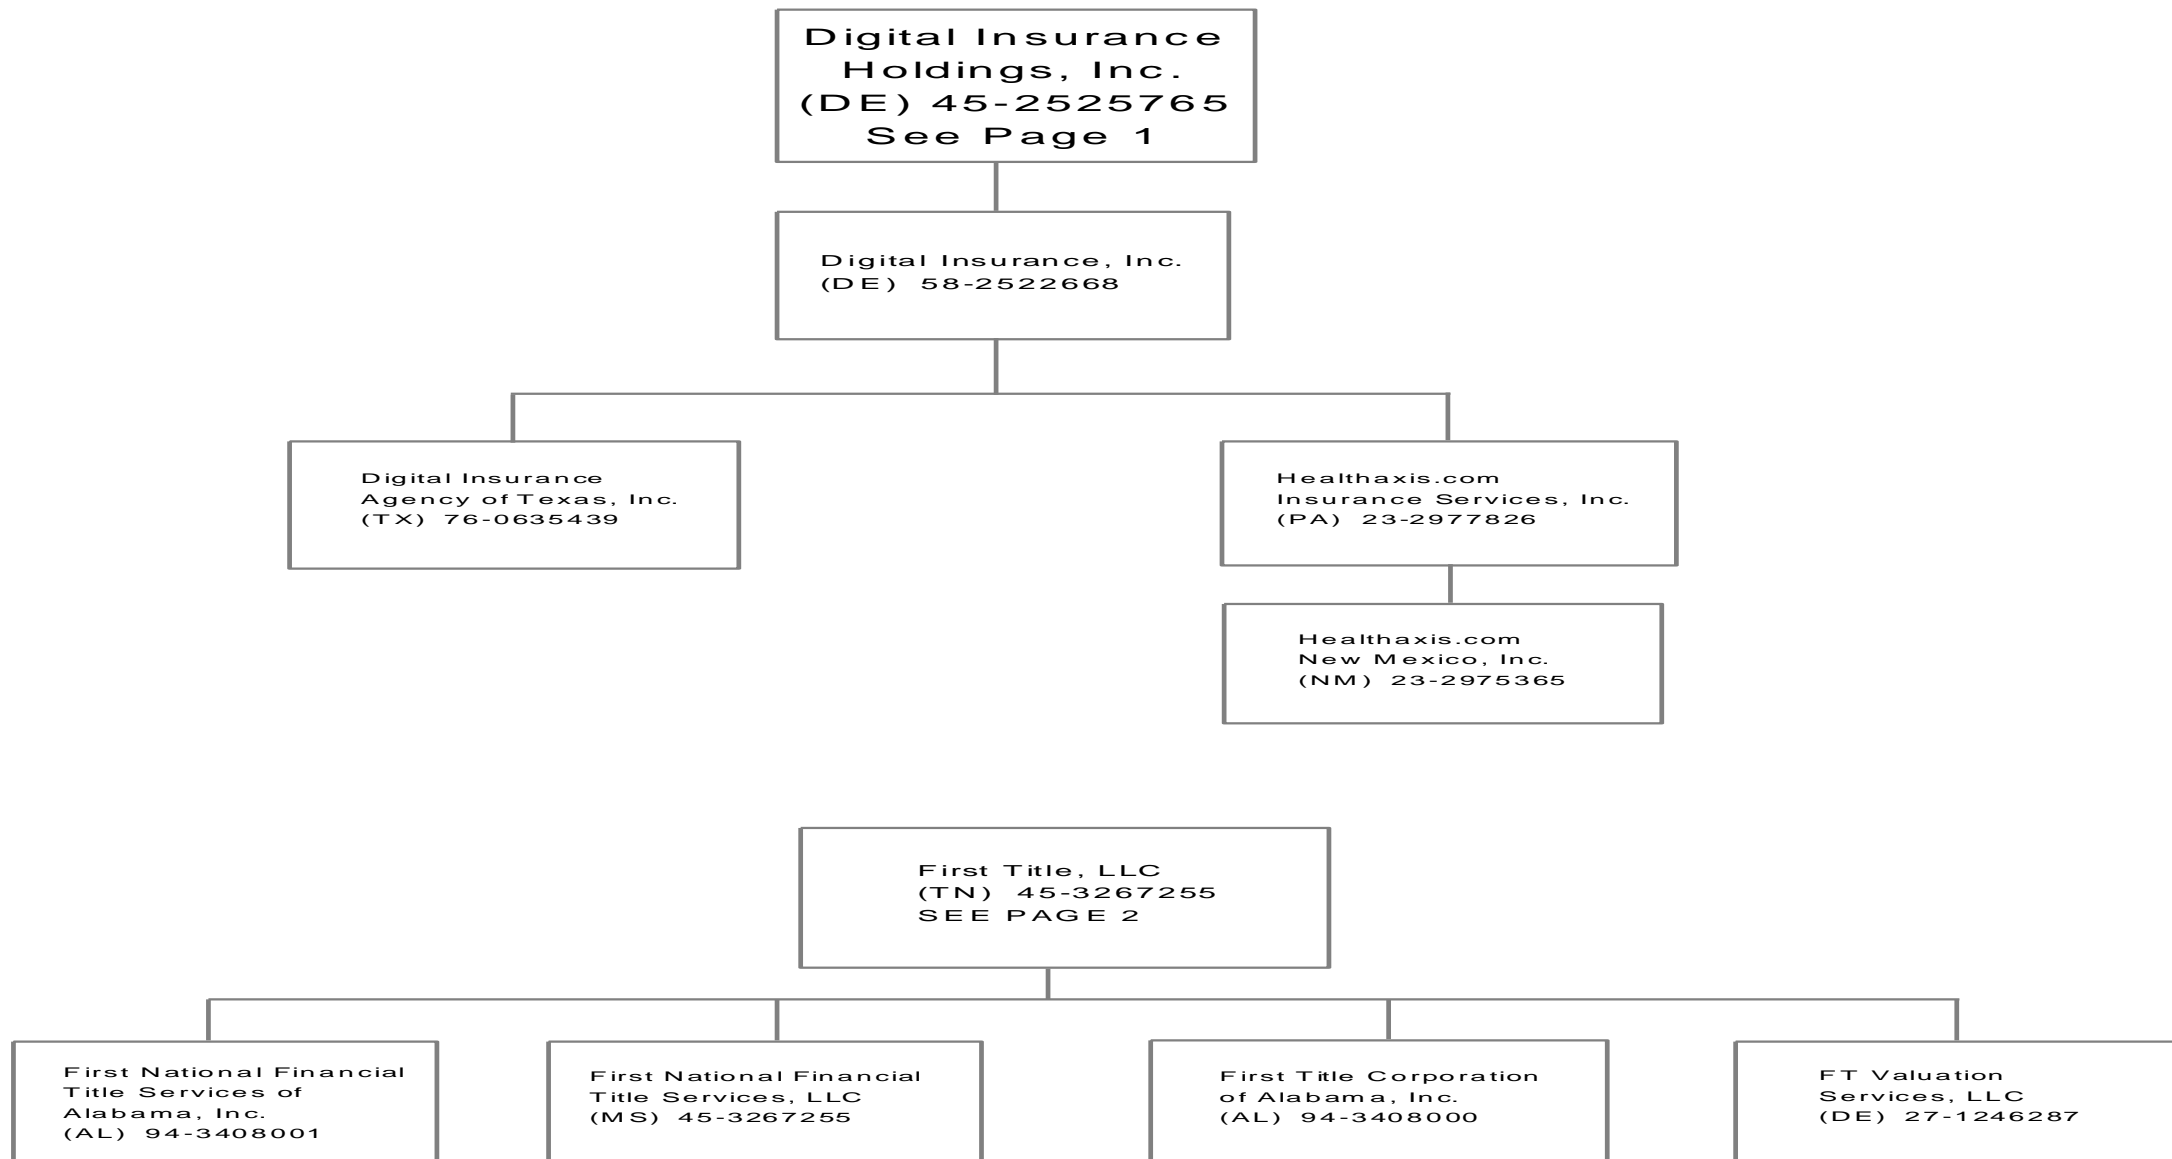 Digital Insurance
Holdings, Inc.
(DE) 45-2525765
See Page 1
Digital Insurance, Inc.
(DE) 58-2522668
Digital Insurance
Agency of Texas, Inc.
(TX) 76-0635439
Healthaxis.com
Insurance Services, Inc.
(PA) 23-2977826
Healthaxis.com
New Mexico, Inc.
(NM) 23-2975365
First Title, LLC
(TN) 45-3267255
SEE PAGE 2
First National Financial
Title Services of
Alabama, Inc.
(AL) 94-3408001
First National Financial
Title Services, LLC
(MS) 45-3267255
First Title Corporation
of Alabama, Inc.
(AL) 94-3408000
FT Valuation
Services, LLC
(DE) 27-1246287